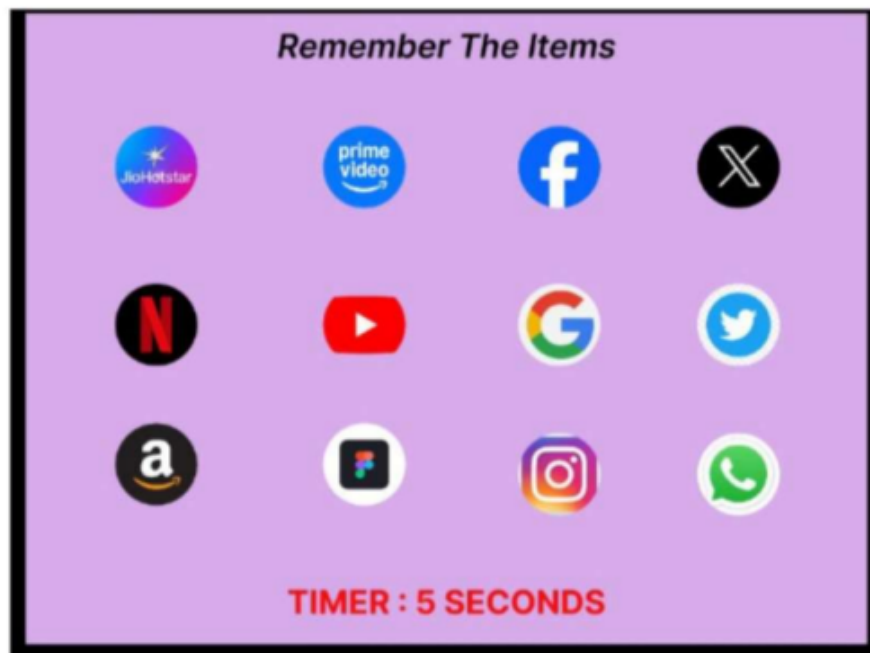 Remember The Items
JioHotstar
prime
video
f
X
N
G
a
TIMER : 5 SECONDS